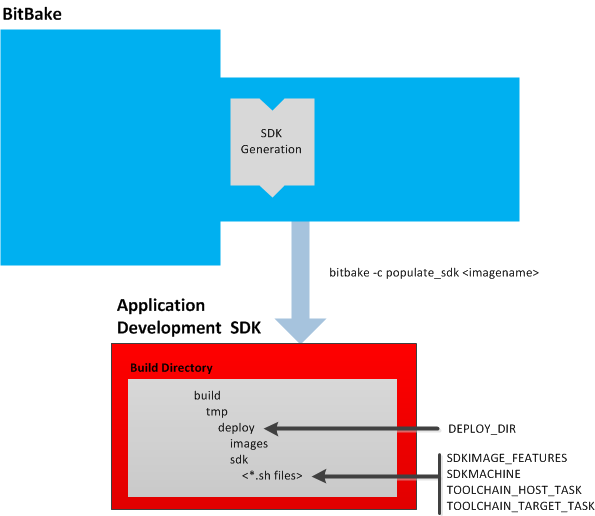 BitBake
SDK
Generation
bitbake -c populate_sdk <imagename>
Application
Development SDK
Build Directory
build
tmp
deploy
images
sdk
<*.sh files>
DEPLOY_DIR
SDKIMAGE_FEATURES
SDKMACHINE
TOOLCHAIN_HOST_TASK
TOOLCHAIN_TARGET_TASK